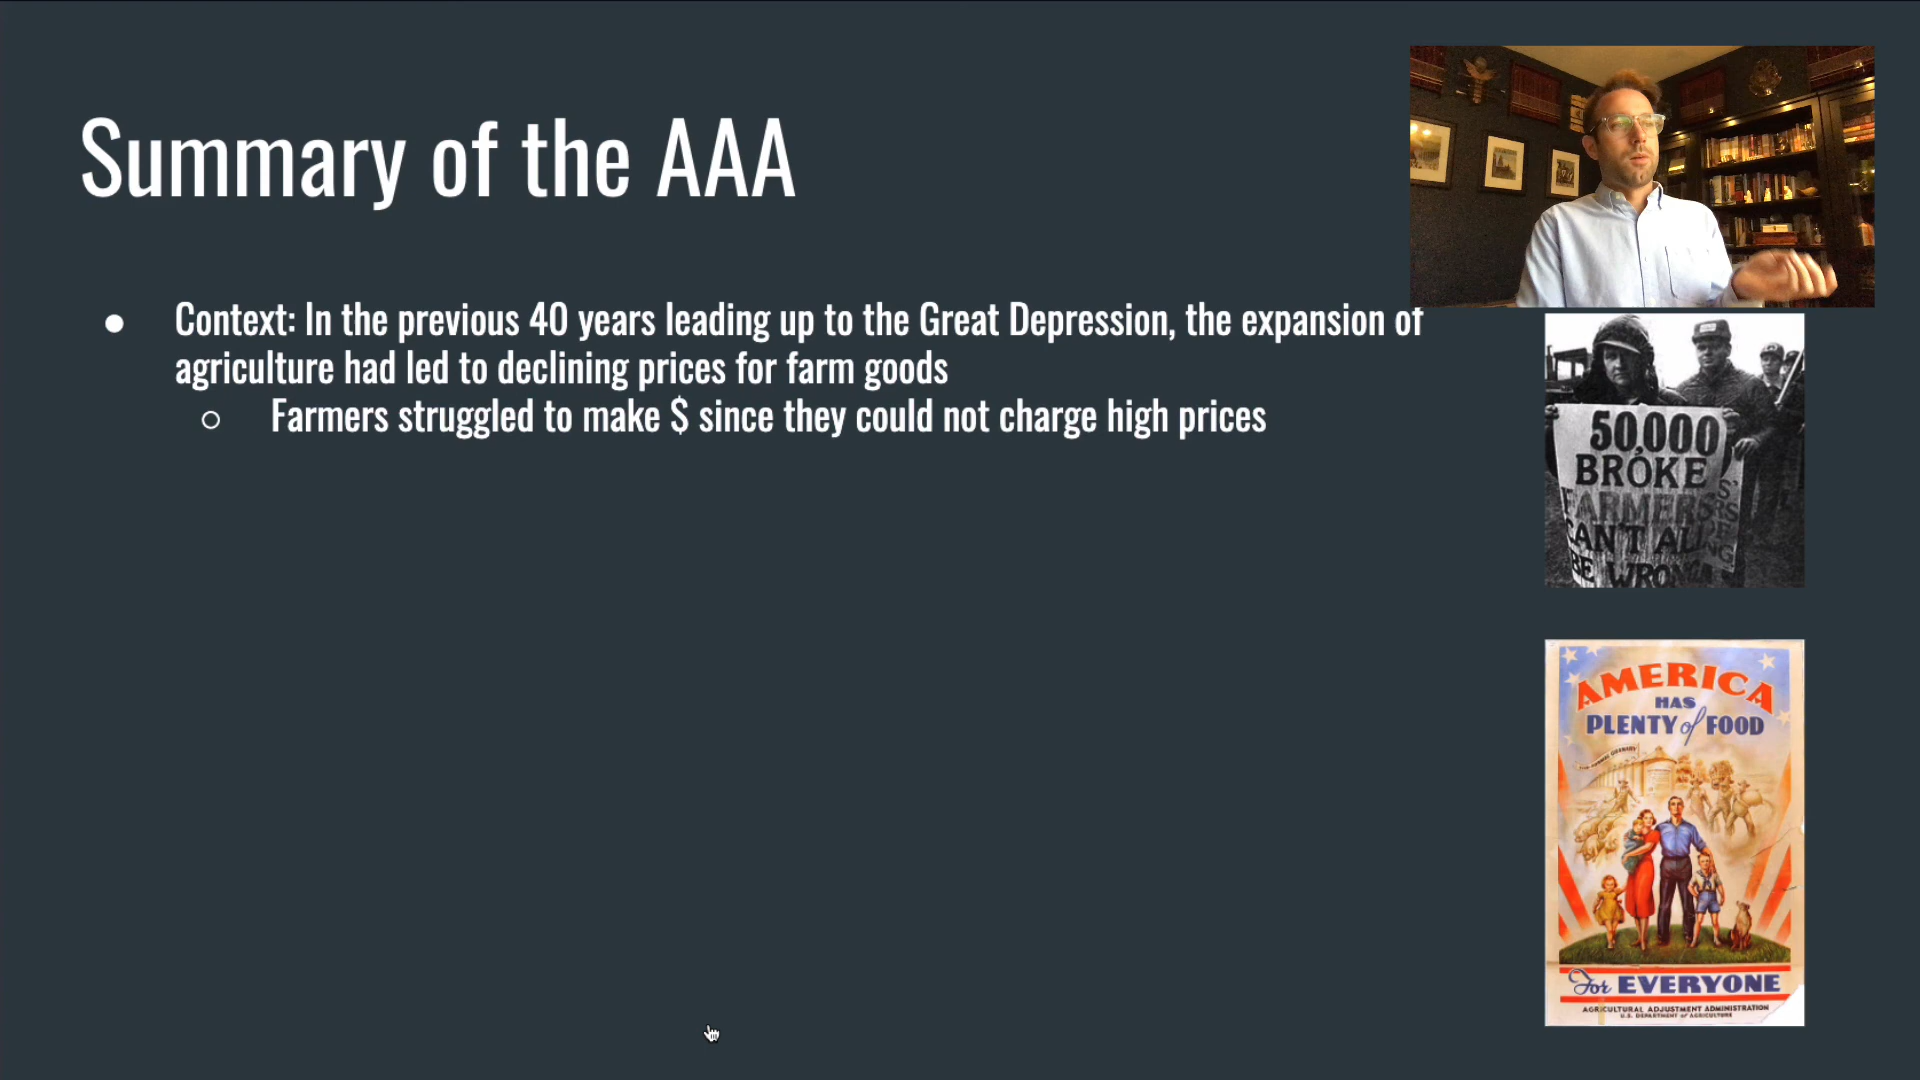 Summary of the AAA
● Context: In the previous 40 years leading up to the Great Depression, the expansion of
agriculture had led to declining prices for farm goods
○ Farmers struggled to make $ since they could not charge high prices
50,000
BROKE
FARMERS
CAN'T ALL
BE WRONG
AMERICA
HAS
PLENTY of FOOD
For EVERYONE
AGRICULTURAL ADJUSTMENT ADMINISTRATION
U.S. DEPARTMENT of AGRICULTURE